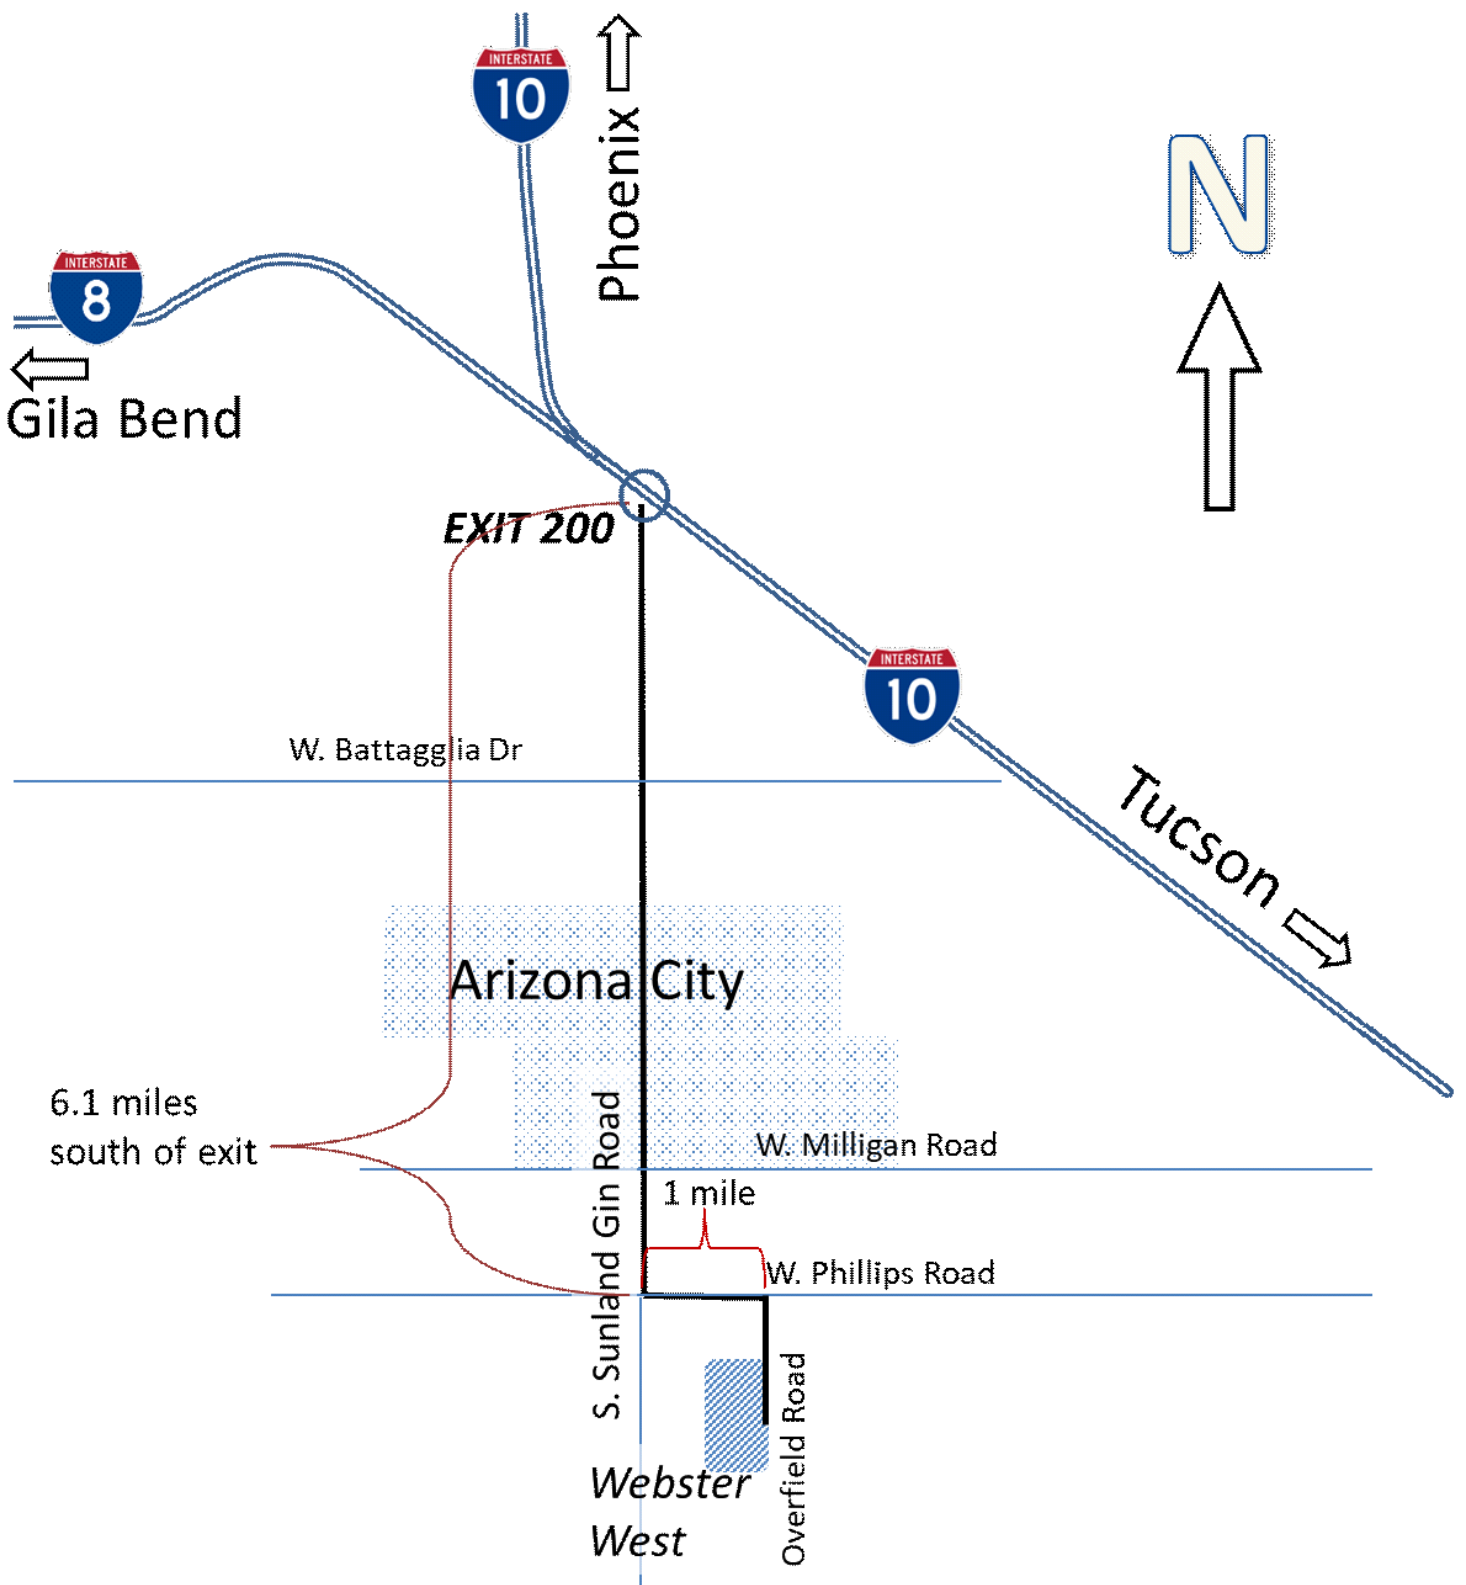 INTERSTATE
10
Phoenix
N
INTERSTATE
8
Gila Bend
EXIT 200
INTERSTATE
10
W. Battagglia Dr
Tucson
Arizona City
6.1 miles
south of exit
W. Milligan Road
1 mile
W. Phillips Road
S. Sunland Gin Road
Overfield Road
Webster
West